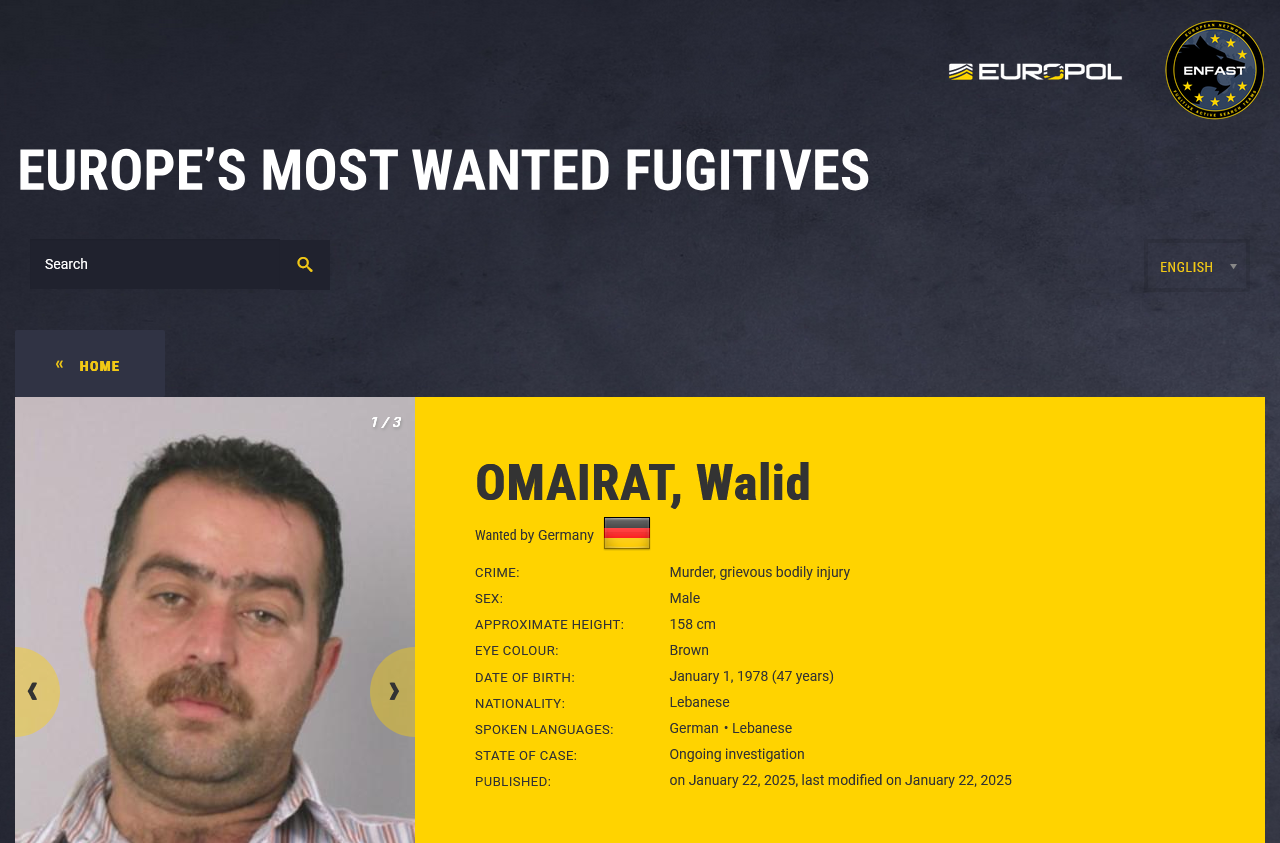 EUROPOL
EUROPEAN NETWORK
ENFAST
FUGITIVE ACTIVE SEARCH TEAMS
EUROPE’S MOST WANTED FUGITIVES
Search
ENGLISH
« HOME
1 / 3
OMAIRAT, Walid
Wanted by Germany
CRIME: Murder, grievous bodily injury
SEX: Male
APPROXIMATE HEIGHT: 158 cm
EYE COLOUR: Brown
DATE OF BIRTH: January 1, 1978 (47 years)
NATIONALITY: Lebanese
SPOKEN LANGUAGES: German • Lebanese
STATE OF CASE: Ongoing investigation
PUBLISHED: on January 22, 2025, last modified on January 22, 2025